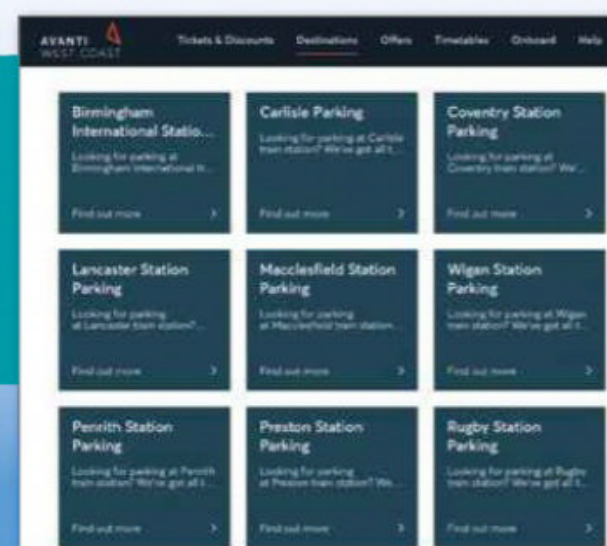 AVANTI
WEST COAST
Tickets & Discounts Destinations Offers Timetables Onboard Help
Birmingham
International Statio...
Looking for parking at
Birmingham International tr...
Find out more
Carlisle Parking
Looking for parking at Carlisle
train station? We've got all t...
Find out more
Coventry Station
Parking
Looking for parking at
Coventry train station? We'...
Find out more
Lancaster Station
Parking
Looking for parking
at Lancaster train station?...
Find out more
Macclesfield Station
Parking
Looking for parking
at Macclesfield train station...
Find out more
Wigan Station
Parking
Looking for parking at Wigan
train station? We've got all t...
Find out more
Penrith Station
Parking
Looking for parking at Penrith
train station? We've got all t...
Find out more
Preston Station
Parking
Looking for parking
at Preston train station? We...
Find out more
Rugby Station
Parking
Looking for parking at Rugby
train station? We've got all t...
Find out more